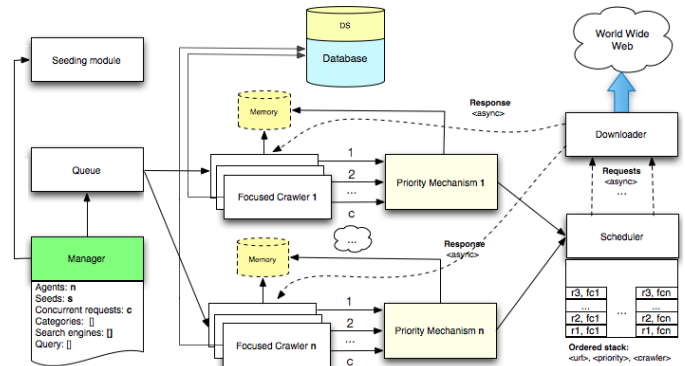 DS
Database
World Wide
Web
Seeding module
Memory
Response
<async>
Downloader
Queue
1
2
...
c
Focused Crawler 1
Priority Mechanism 1
Requests
<async>
...
Manager
Agents: n
Seeds: s
Concurrent requests: c
Categories: []
Search engines: []
Query: []
...
Scheduler
Memory
Response
<async>
r3, fc1
...
r2, fc1
r1, fc1
...
r3, fcn
...
r2, fcn
r1, fcn
1
2
...
c
Focused Crawler n
Priority Mechanism n
Ordered stack:
<url>, <priority>, <crawler>